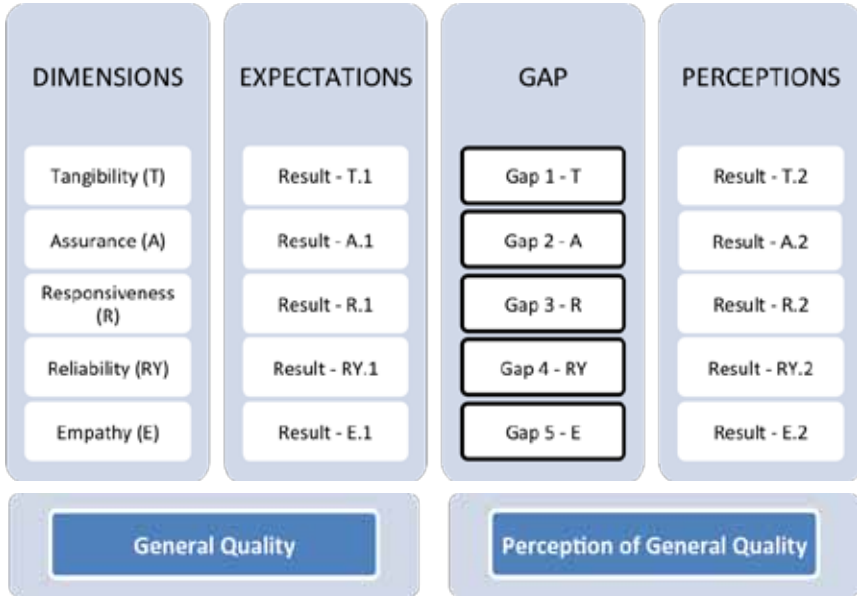 DIMENSIONS
EXPECTATIONS
GAP
PERCEPTIONS
Tangibility (T)
Result - T.1
Gap 1 - T
Result - T.2
Assurance (A)
Result - A.1
Gap 2 - A
Result - A.2
Responsiveness
(R)
Result - R.1
Gap 3 - R
Result - R.2
Reliability (RY)
Result - RY.1
Gap 4 - RY
Result - RY.2
Empathy (E)
Result - E.1
Gap 5 - E
Result - E.2
General Quality
Perception of General Quality